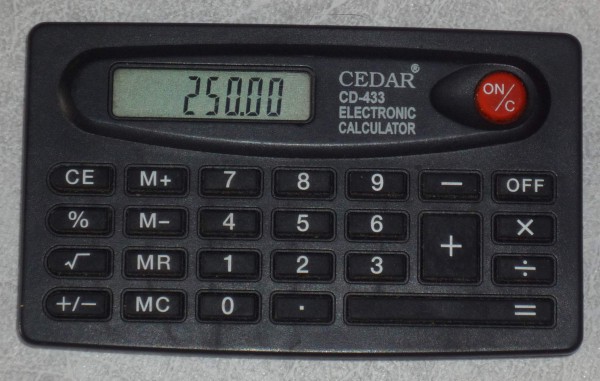 250.00
CEDAR®
CD-433
ELECTRONIC
CALCULATOR
ON/C
CE M+ 7 8 9 − OFF
% M− 4 5 6 + ×
√ MR 1 2 3 ÷
+/− MC 0 . =